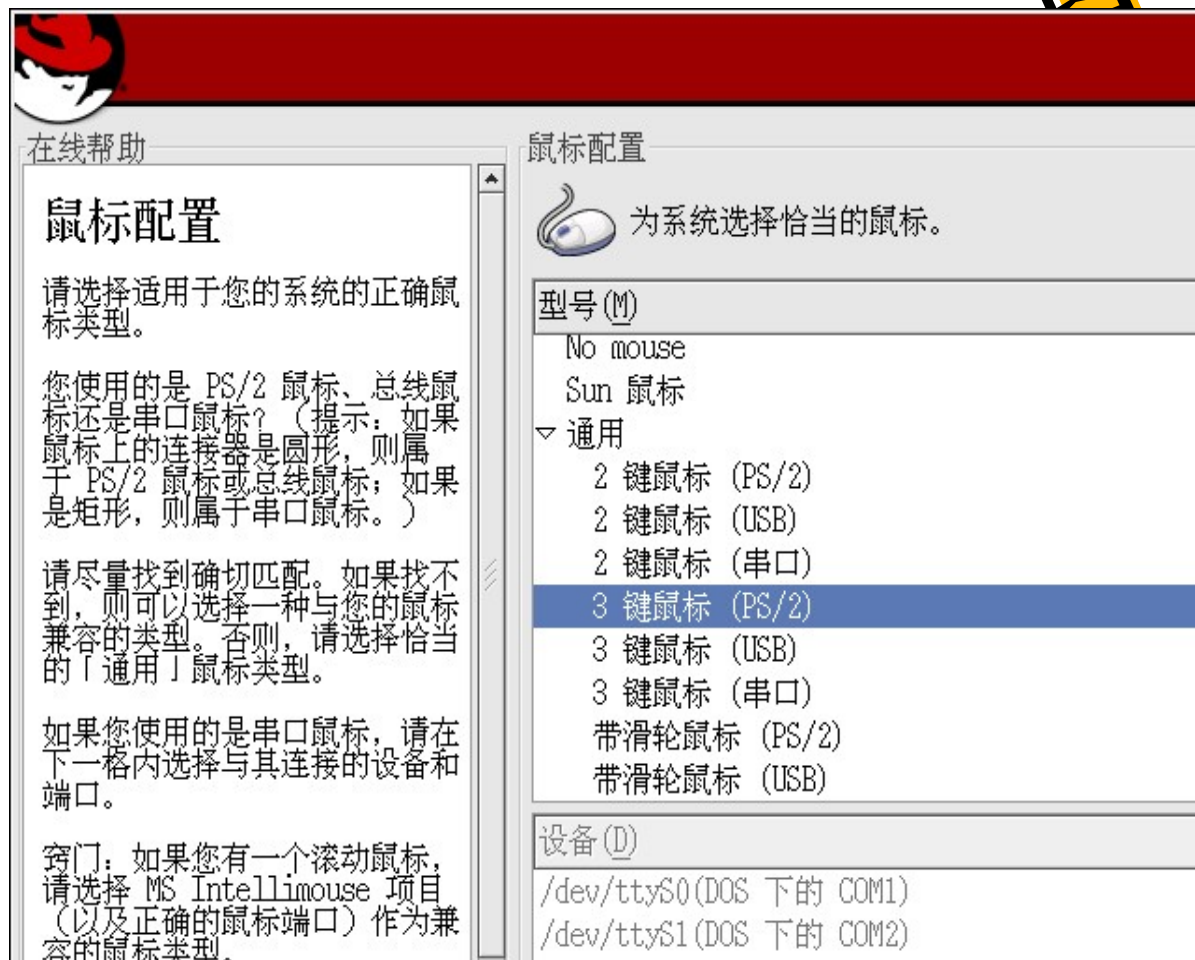 在线帮助
鼠标配置
请选择适用于您的系统的正确鼠
标类型。
您使用的是 PS/2 鼠标、总线鼠
标还是串口鼠标？（提示：如果
鼠标上的连接器是圆形，则属
于 PS/2 鼠标或总线鼠标；如果
是矩形，则属于串口鼠标。）
请尽量找到确切匹配。如果找不
到，则可以选择一种与您的鼠标
兼容的类型。否则，请选择恰当
的「通用」鼠标类型。
如果您使用的是串口鼠标，请在
下一格内选择与其连接的设备和
端口。
窍门：如果您有一个滚动鼠标，
请选择 MS Intellimouse 项目
（以及正确的鼠标端口）作为兼
容的鼠标类型。
鼠标配置
为系统选择恰当的鼠标。
型号(M)
No mouse
Sun 鼠标
通用
2 键鼠标 (PS/2)
2 键鼠标 (USB)
2 键鼠标 (串口)
3 键鼠标 (PS/2)
3 键鼠标 (USB)
3 键鼠标 (串口)
带滑轮鼠标 (PS/2)
带滑轮鼠标 (USB)
设备(D)
/dev/ttyS0(DOS 下的 COM1)
/dev/ttyS1(DOS 下的 COM2)